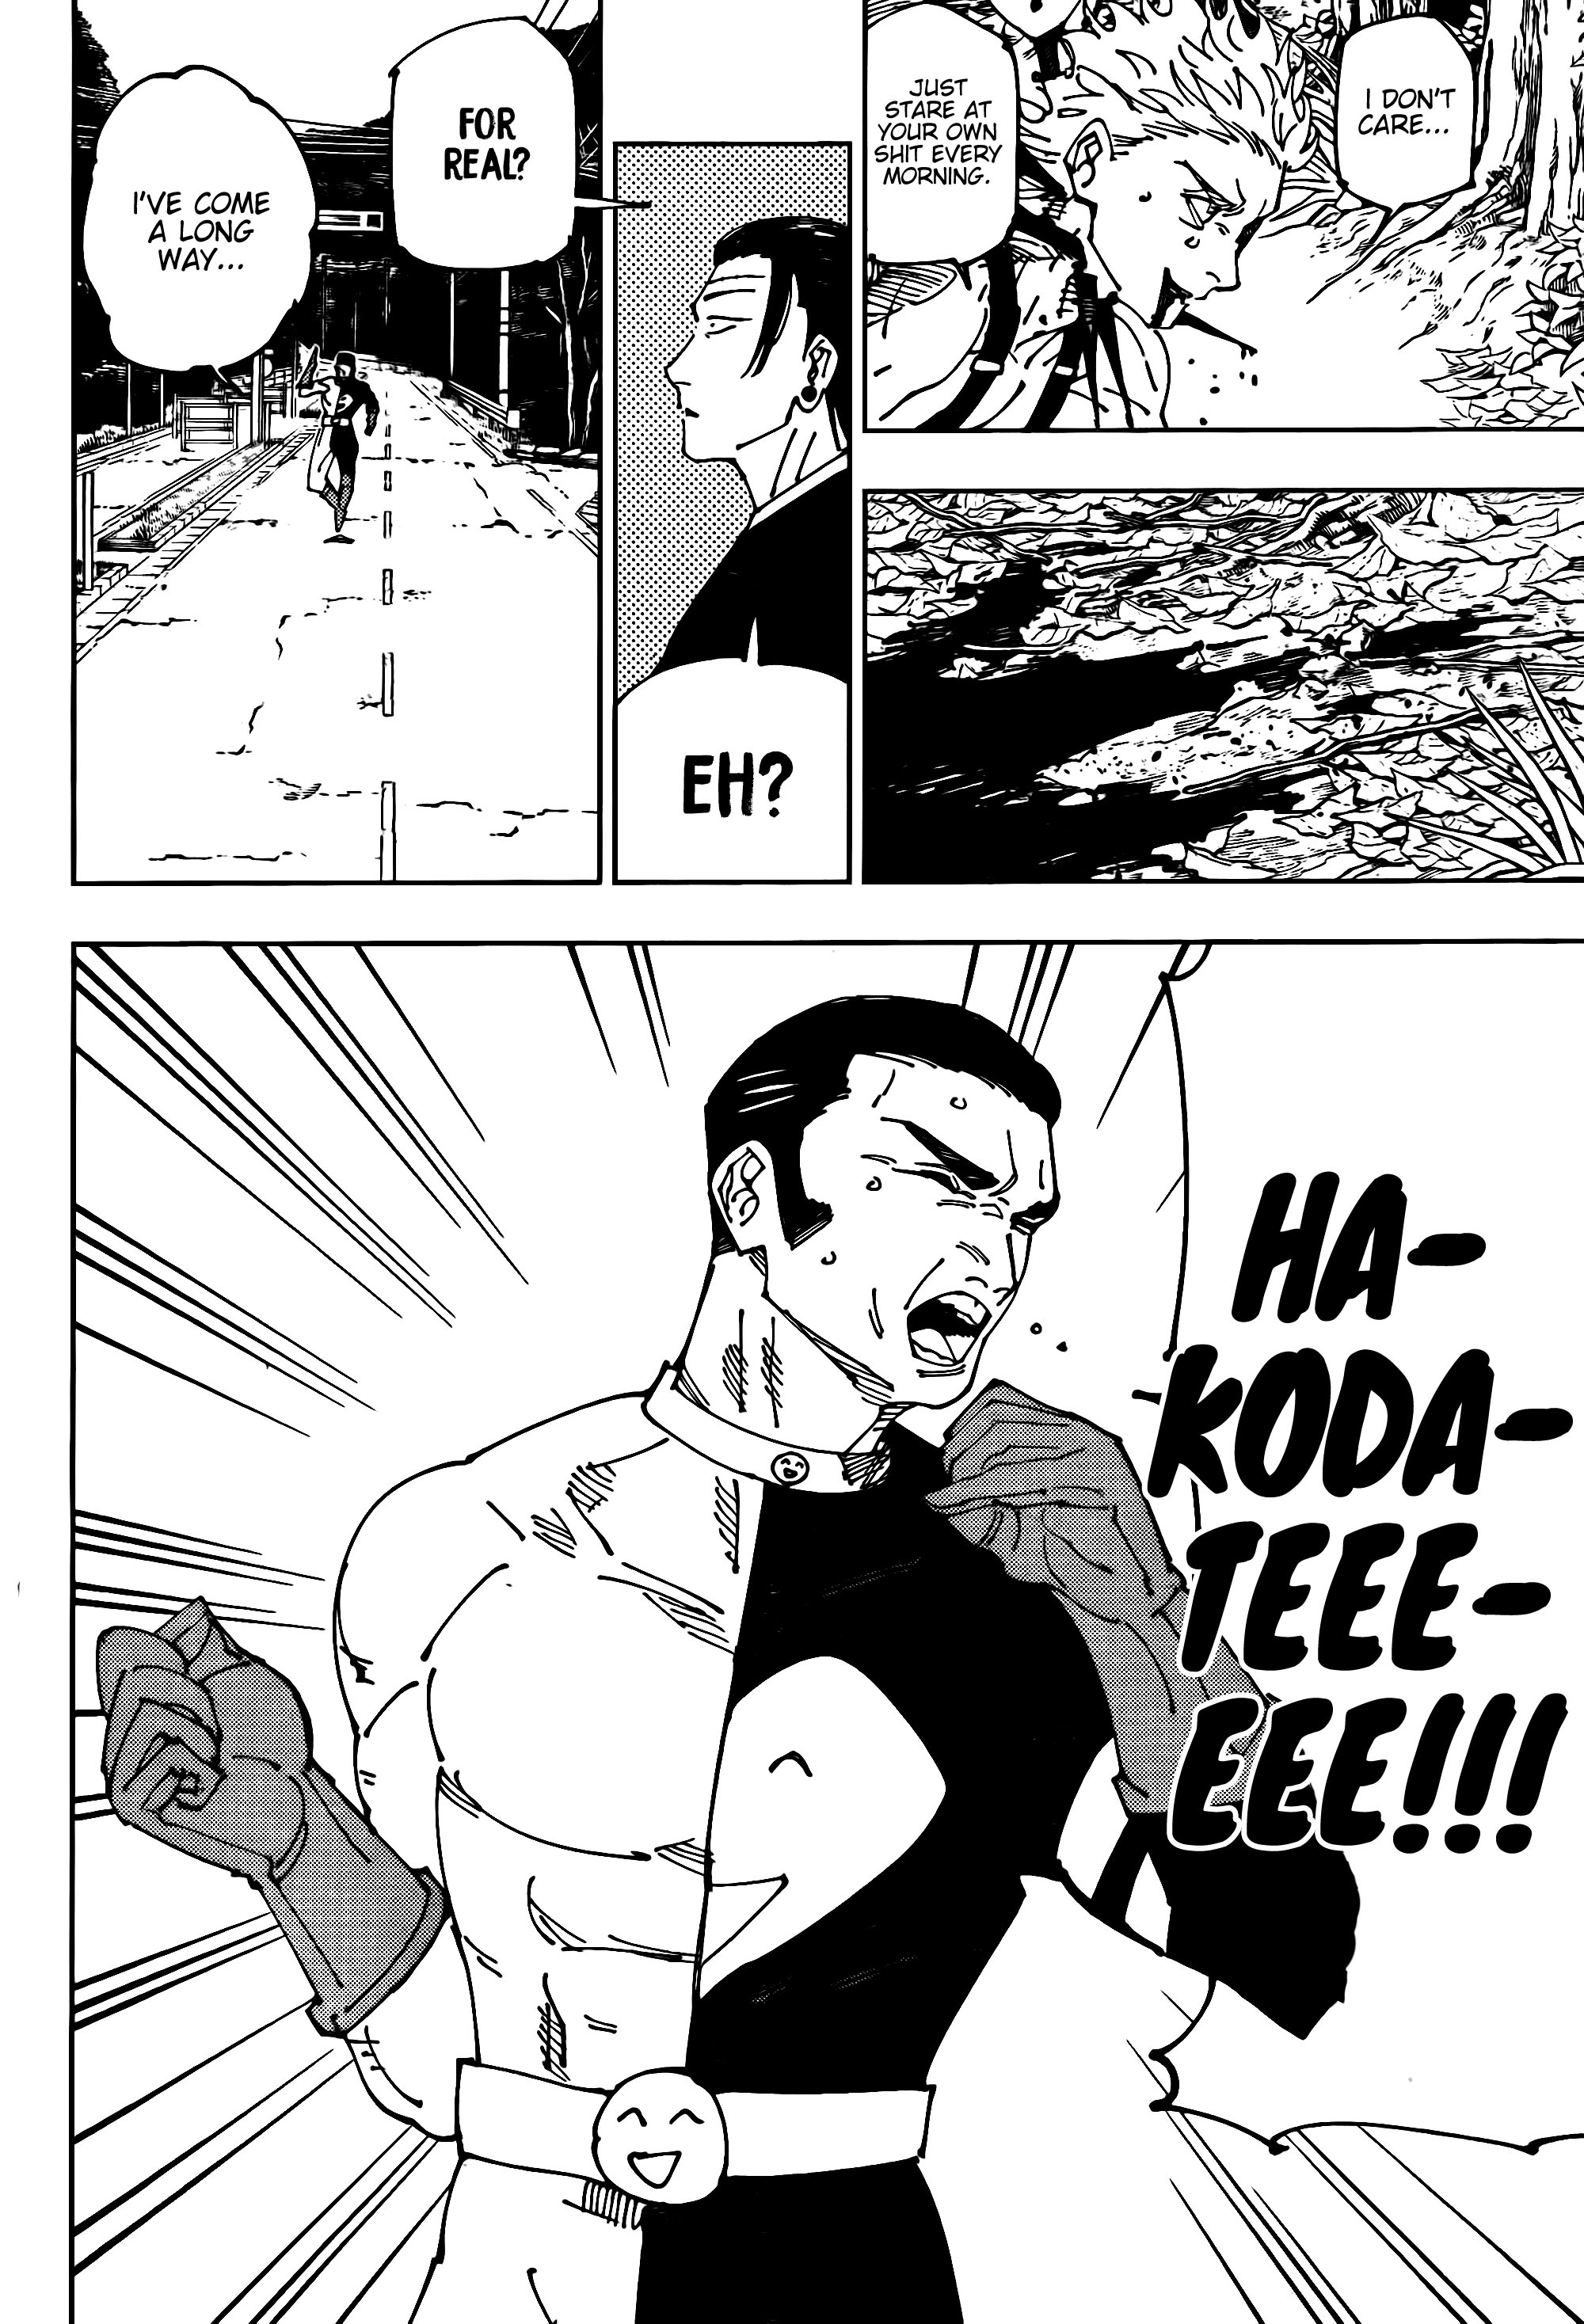 I DON'T
CARE...
JUST
STARE AT
YOUR OWN
SHIT EVERY
MORNING.
FOR
REAL?
EH?
I'VE COME
A LONG
WAY...
HA-
KODA-
TEEE-
EEE!!!